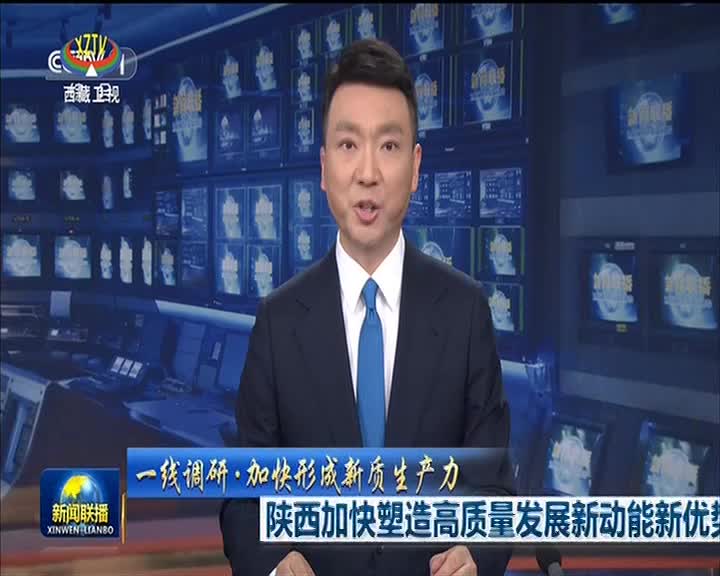 XZTV
西藏卫视
一线调研·加快形成新质生产力
新闻联播
XINWEN-LIANBO
陕西加快塑造高质量发展新动能新优势